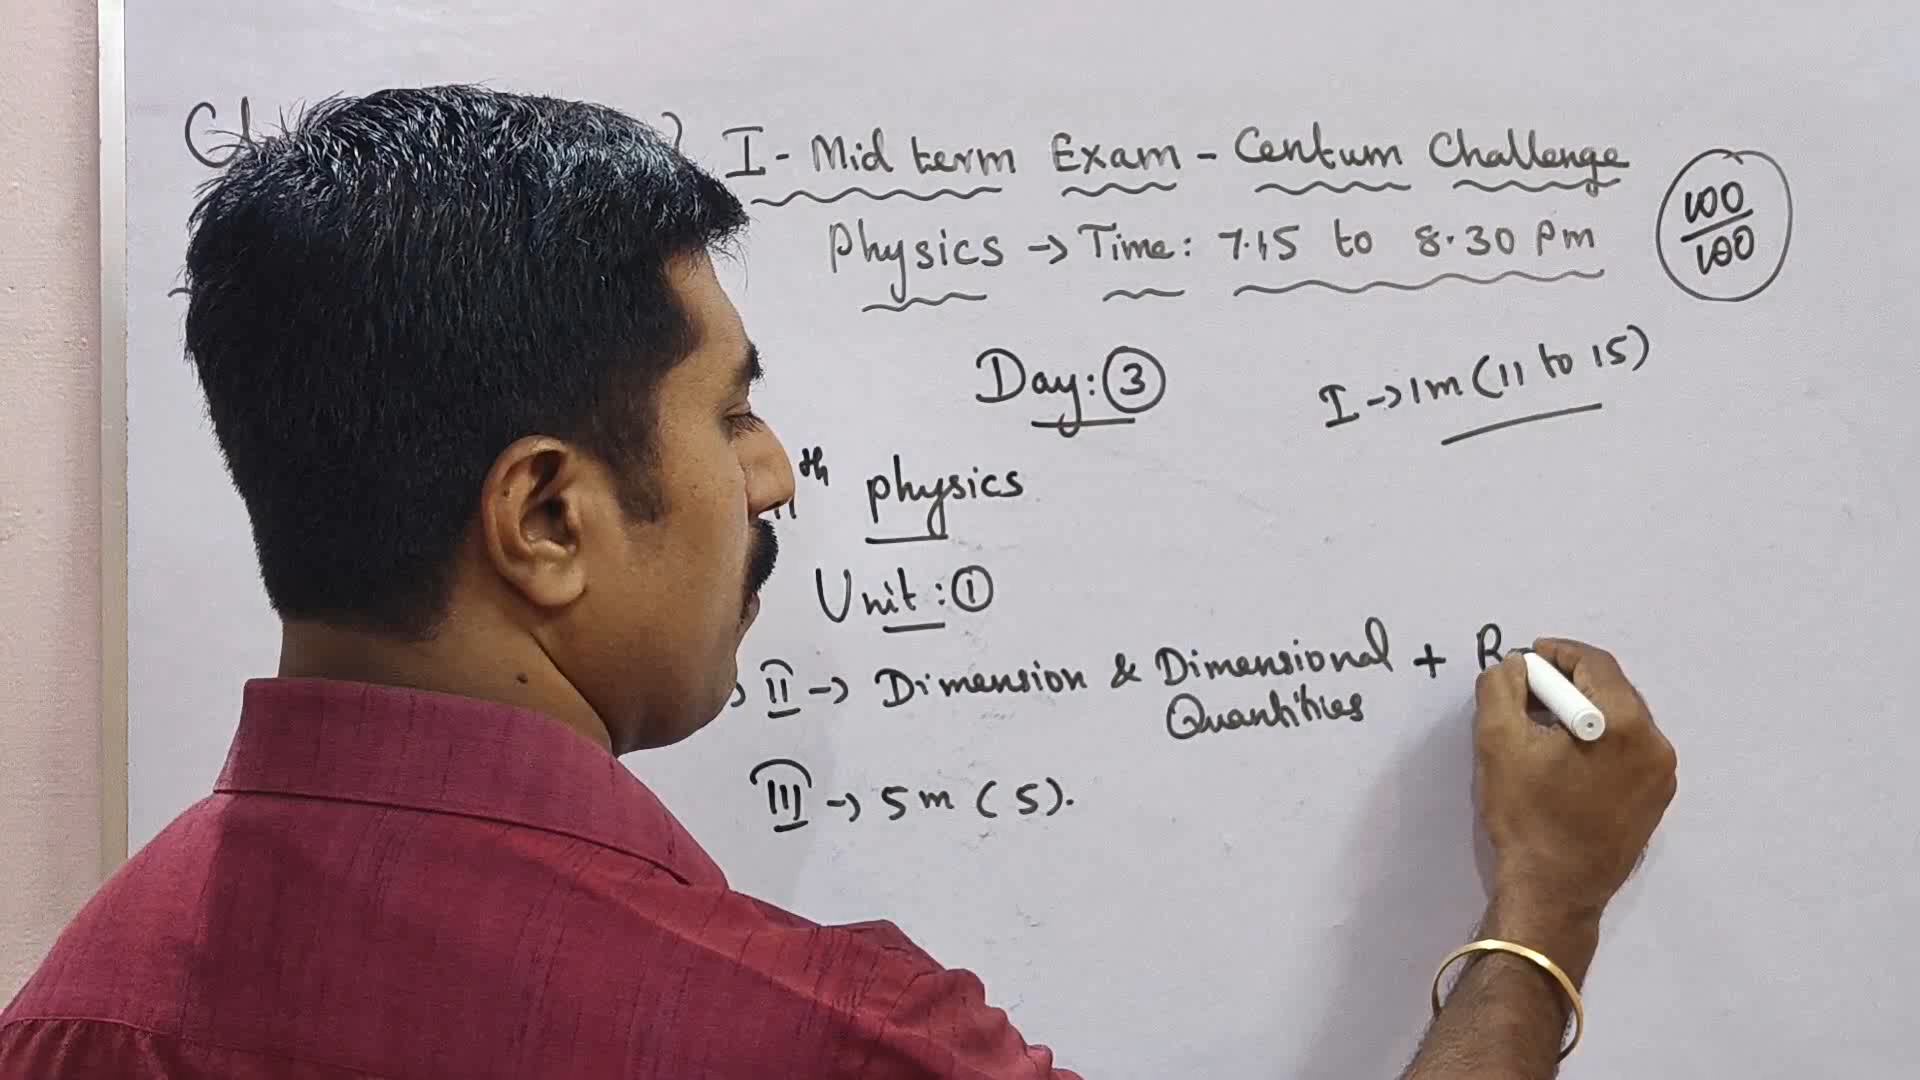 I - Mid term Exam - Centum Challenge
Physics → Time: 7.15 to 8.30 Pm
100/100
Day: ③
I → 1m (11 to 15)
11th physics
Unit: ①
II → Dimension & Dimensional +
Quantities
III → 5m (5).